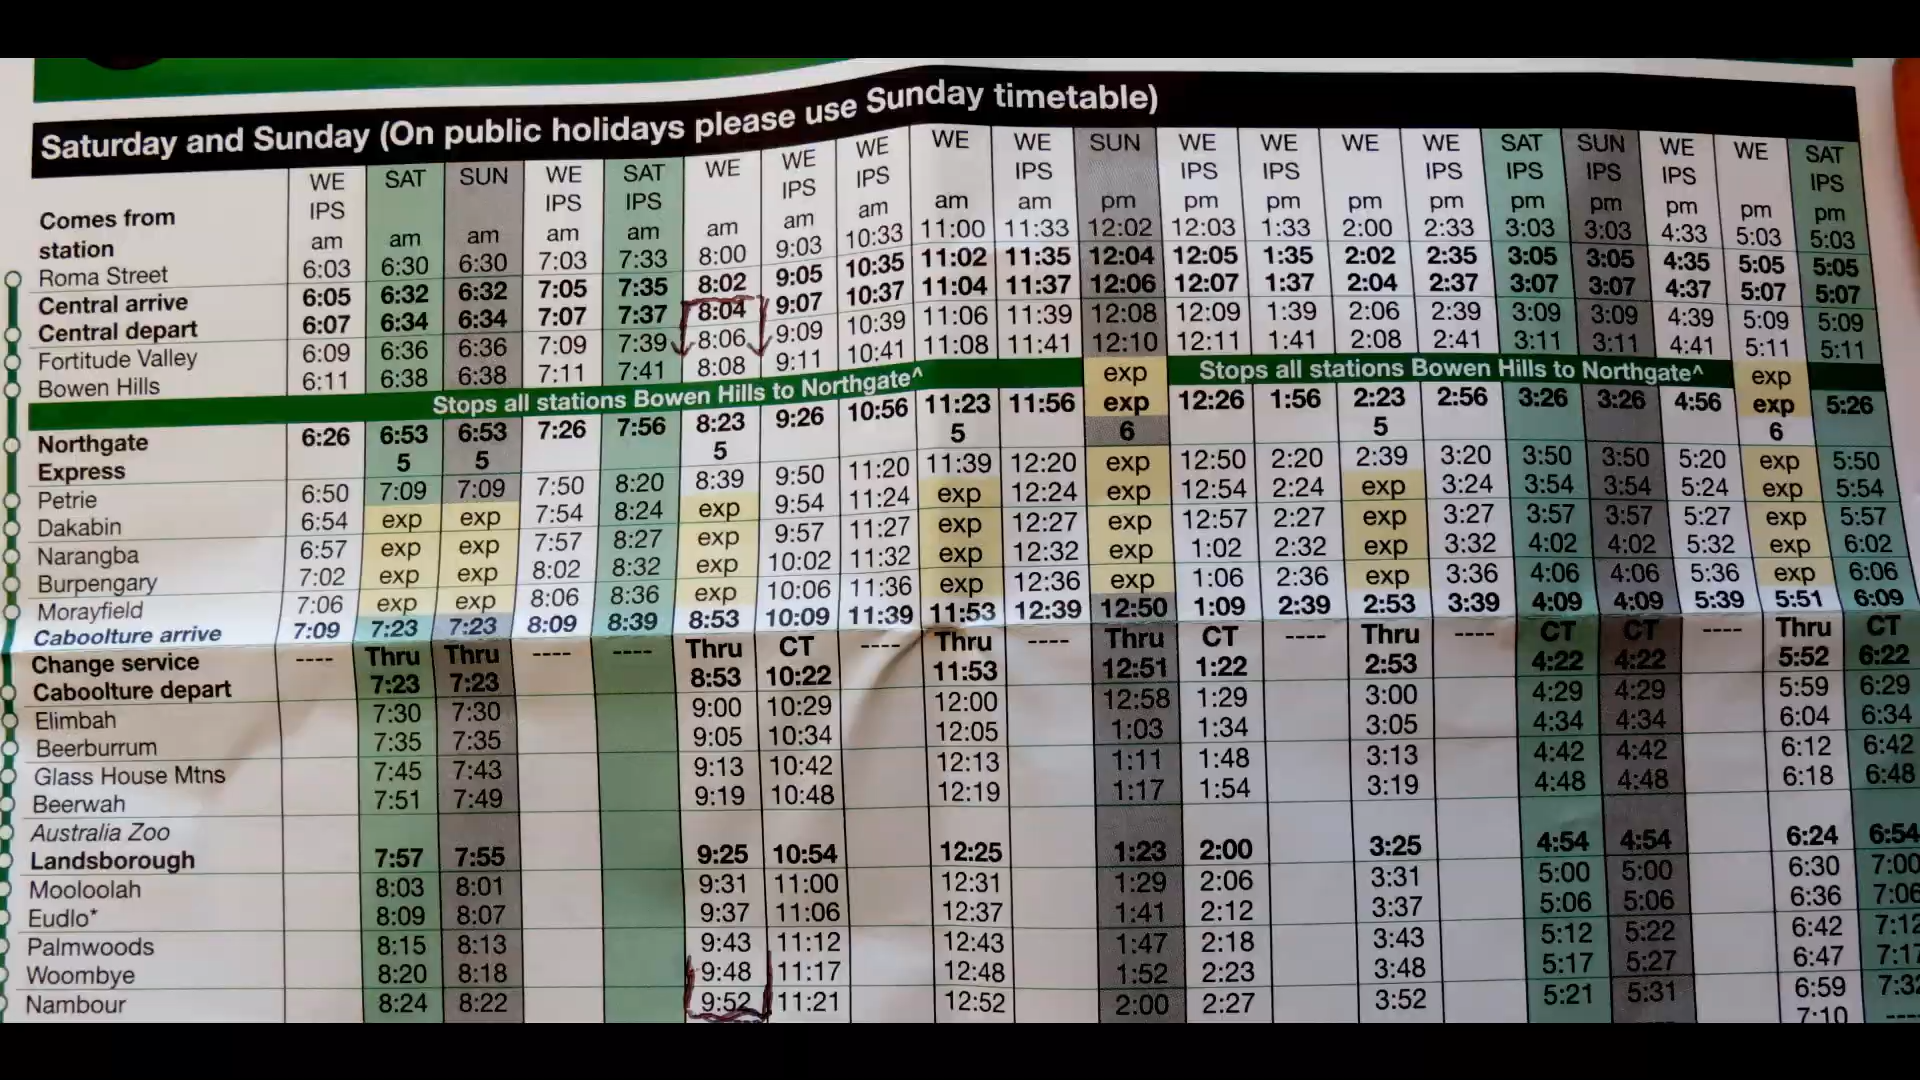 Saturday and Sunday (On public holidays please use Sunday timetable)
WE SAT SUN WE SAT WE WE WE WE WE SUN WE WE WE WE SAT SUN WE WE SAT
IPS IPS IPS IPS IPS IPS IPS IPS IPS IPS IPS IPS IPS
Comes from
station am am am am am am am am am am pm pm pm pm pm pm pm pm pm pm
Roma Street 6:03 6:30 6:30 7:03 7:33 8:00 9:03 10:33 11:00 11:33 12:02 12:03 1:33 2:00 2:33 3:03 3:03 4:33 5:03 5:03
Central arrive 6:05 6:32 6:32 7:05 7:35 8:02 9:05 10:35 11:02 11:35 12:04 12:05 1:35 2:02 2:35 3:05 3:05 4:35 5:05 5:05
Central depart 6:07 6:34 6:34 7:07 7:37 8:04 9:07 10:37 11:04 11:37 12:06 12:07 1:37 2:04 2:37 3:07 3:07 4:37 5:07 5:07
Fortitude Valley 6:09 6:36 6:36 7:09 7:39 8:06 9:09 10:39 11:06 11:39 12:08 12:09 1:39 2:06 2:39 3:09 3:09 4:39 5:09 5:09
Bowen Hills 6:11 6:38 6:38 7:11 7:41 8:08 9:11 10:41 11:08 11:41 12:10 12:11 1:41 2:08 2:41 3:11 3:11 4:41 5:11 5:11
Stops all stations Bowen Hills to Northgate^ exp Stops all stations Bowen Hills to Northgate^ exp
Northgate 6:26 6:53 6:53 7:26 7:56 8:23 9:26 10:56 11:23 11:56 exp 12:26 1:56 2:23 2:56 3:26 3:26 4:56 exp 5:26
Express 5 5 5 5 6 5 6
Petrie 6:50 7:09 7:09 7:50 8:20 8:39 9:50 11:20 11:39 12:20 exp 12:50 2:20 2:39 3:20 3:50 3:50 5:20 exp 5:50
Dakabin 6:54 exp exp 7:54 8:24 exp 9:54 11:24 exp 12:24 exp 12:54 2:24 exp 3:24 3:54 3:54 5:24 exp 5:54
Narangba 6:57 exp exp 7:57 8:27 exp 9:57 11:27 exp 12:27 exp 12:57 2:27 exp 3:27 3:57 3:57 5:27 exp 5:57
Burpengary 7:02 exp exp 8:02 8:32 exp 10:02 11:32 exp 12:32 exp 1:02 2:32 exp 3:32 4:02 4:02 5:32 exp 6:02
Morayfield 7:06 exp exp 8:06 8:36 exp 10:06 11:36 exp 12:36 exp 1:06 2:36 exp 3:36 4:06 4:06 5:36 exp 6:06
Caboolture arrive 7:09 7:23 7:23 8:09 8:39 8:53 10:09 11:39 11:53 12:39 12:50 1:09 2:39 2:53 3:39 4:09 4:09 5:39 5:51 6:09
Change service ---- Thru Thru ---- ---- Thru CT ---- Thru ---- Thru CT ---- Thru ---- CT CT ---- Thru CT
Caboolture depart 7:23 7:23 8:53 10:22 11:53 12:51 1:22 2:53 4:22 4:22 5:52 6:22
Elimbah 7:30 7:30 9:00 10:29 12:00 12:58 1:29 3:00 4:29 4:29 5:59 6:29
Beerburrum 7:35 7:35 9:05 10:34 12:05 1:03 1:34 3:05 4:34 4:34 6:04 6:34
Glass House Mtns 7:45 7:43 9:13 10:42 12:13 1:11 1:48 3:13 4:42 4:42 6:12 6:42
Beerwah 7:51 7:49 9:19 10:48 12:19 1:17 1:54 3:19 4:48 4:48 6:18 6:48
Australia Zoo
Landsborough 7:57 7:55 9:25 10:54 12:25 1:23 2:00 3:25 4:54 4:54 6:24 6:54
Mooloolah 8:03 8:01 9:31 11:00 12:31 1:29 2:06 3:31 5:00 5:00 6:30 7:00
Eudlo* 8:09 8:07 9:37 11:06 12:37 1:41 2:12 3:37 5:06 5:06 6:36 7:06
Palmwoods 8:15 8:13 9:43 11:12 12:43 1:47 2:18 3:43 5:12 5:22 6:42 7:12
Woombye 8:20 8:18 9:48 11:17 12:48 1:52 2:23 3:48 5:17 5:27 6:47 7:17
Nambour 8:24 8:22 9:52 11:21 12:52 2:00 2:27 3:52 5:21 5:31 6:59 7:32
7:10 ----